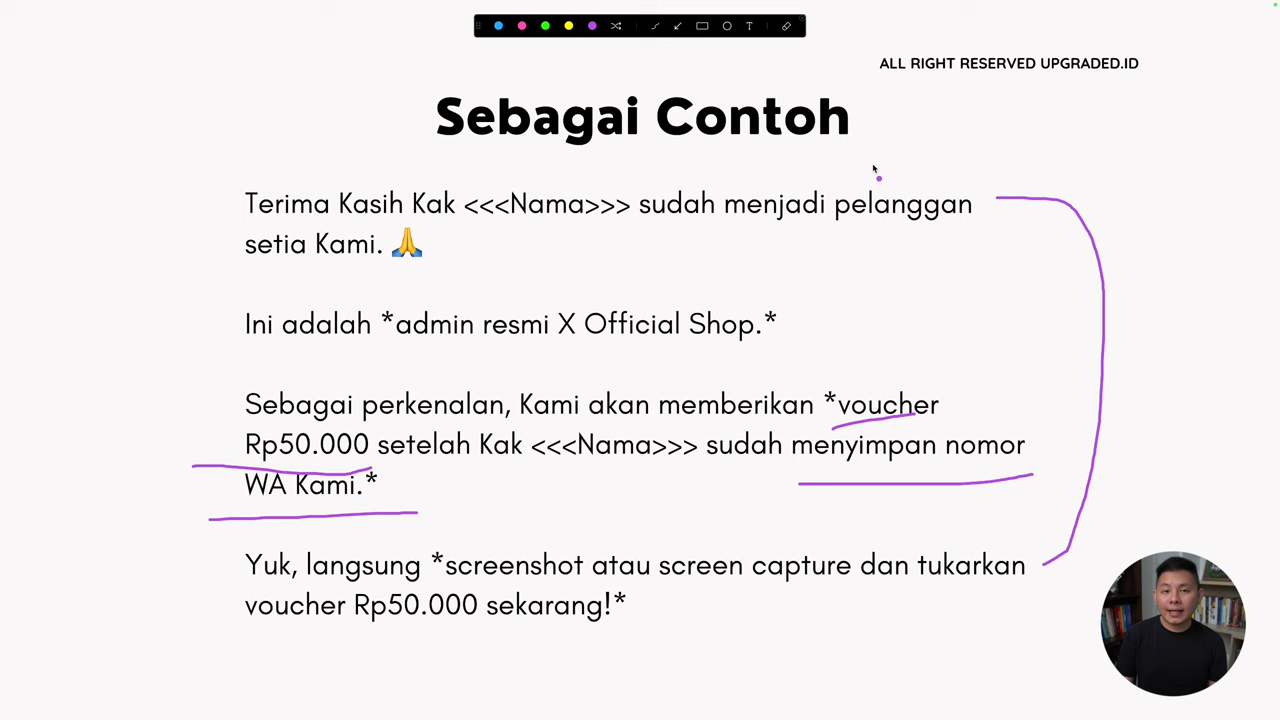 ALL RIGHT RESERVED UPGRADED.ID
Sebagai Contoh
Terima Kasih Kak <<<Nama>>> sudah menjadi pelanggan
setia Kami. 🙏
Ini adalah *admin resmi X Official Shop.*
Sebagai perkenalan, Kami akan memberikan *voucher
Rp50.000 setelah Kak <<<Nama>>> sudah menyimpan nomor
WA Kami.*
Yuk, langsung *screenshot atau screen capture dan tukarkan
voucher Rp50.000 sekarang!*